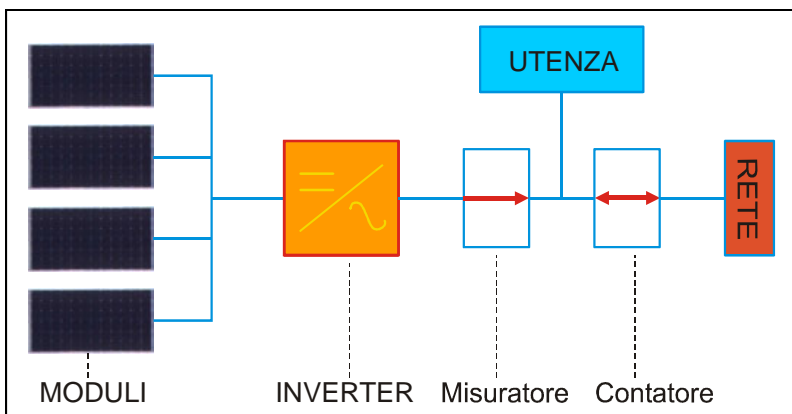 UTENZA
RETE
MODULI
INVERTER
Misuratore
Contatore